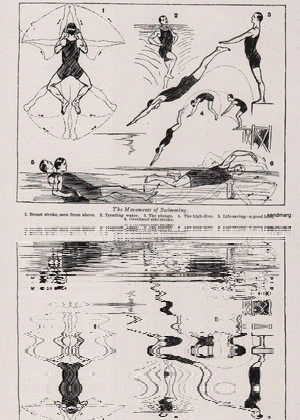 1
2
3
4
5
6
The Movements of Swimming.
1. Breast stroke, seen from above. 2. Treading water. 3. The plunge. 4. The high dive. 5. Life-saving—a good
6. Overhand side-stroke.
sandmarg